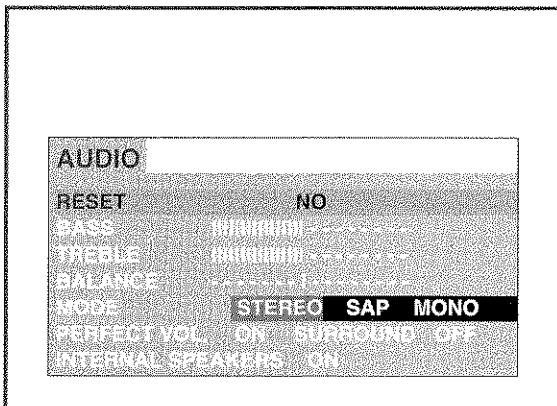 AUDIO
RESET NO
BASS
TREBLE
BALANCE
MODE STEREO SAP MONO
PERFECT VOL. ON SURROUND OFF
INTERNAL SPEAKERS ON